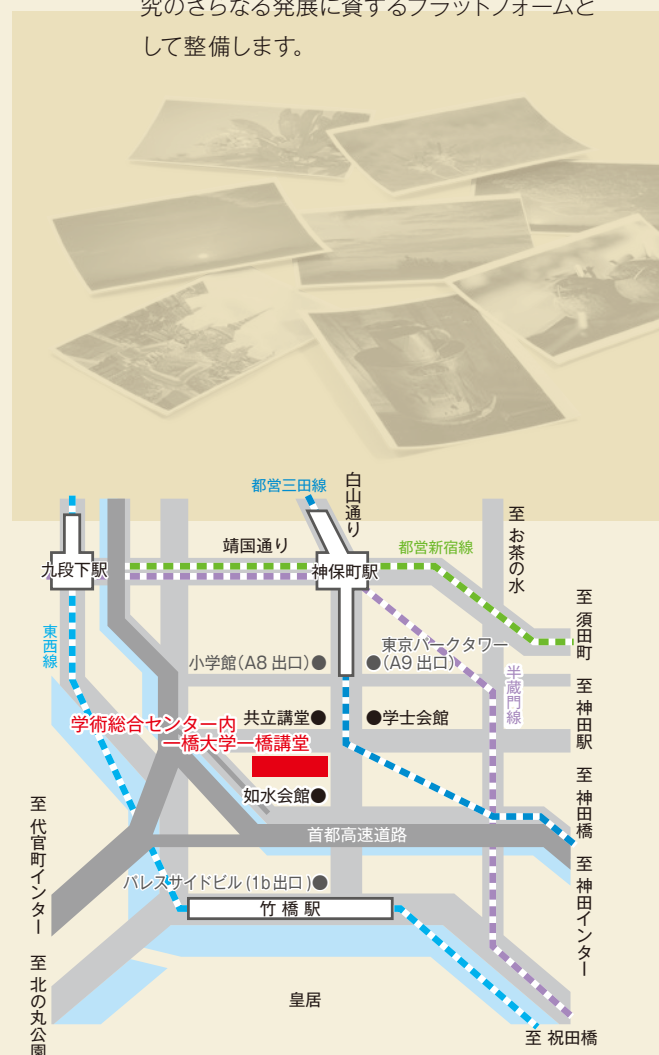 究のさらなる発展に資するプラットフォームと
して整備します。
都営三田線
白山通り
靖国通り
都営新宿線
至 お茶の水
九段下駅
神保町駅
至 須田町
東西線
東京パークタワー
小学館(A8 出口)●
●(A9 出口)
半蔵門線
至 神田駅
学術総合センター内
一橋大学一橋講堂
共立講堂●
●学士会館
如水会館●
至 神田橋
至 代官町インター
首都高速道路
至 神田インター
パレスサイドビル (1b出口)●
竹橋駅
至 北の丸公園
皇居
至 祝田橋